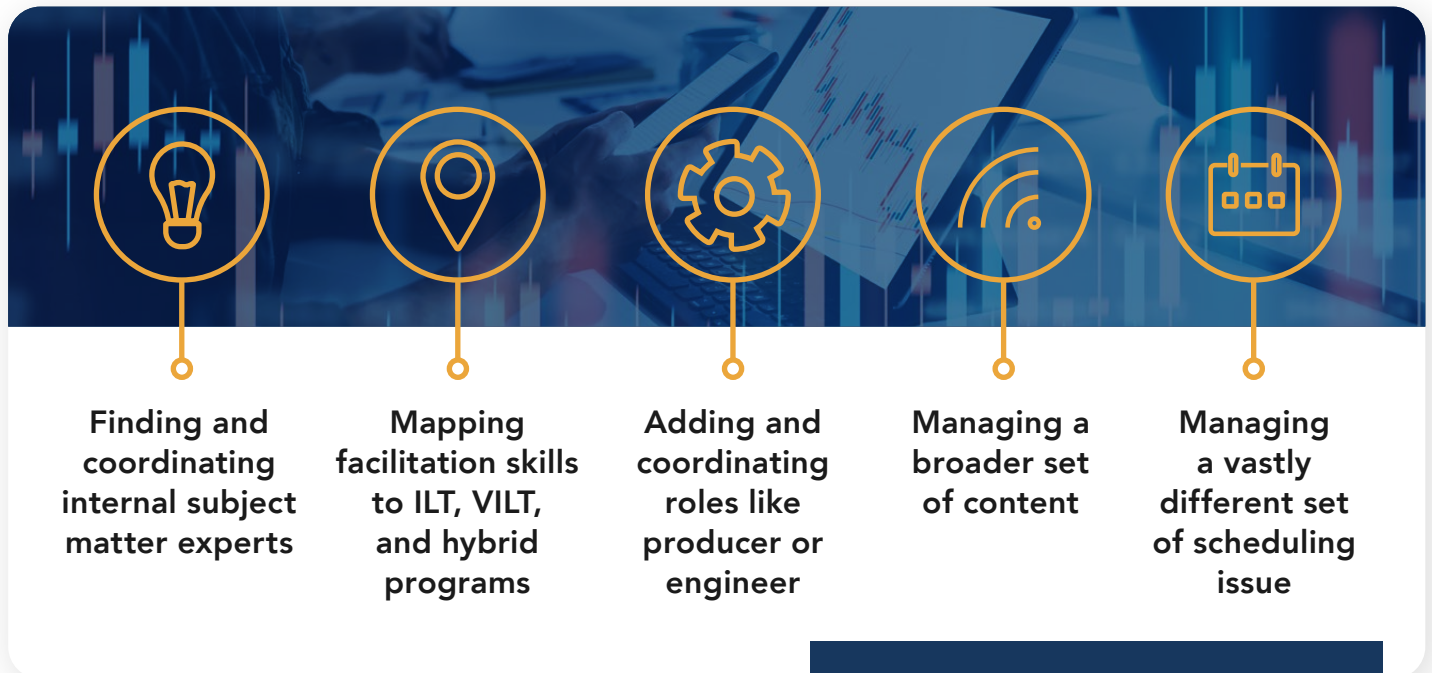 Finding and
coordinating
internal subject
matter experts
Mapping
facilitation skills
to ILT, VILT,
and hybrid
programs
Adding and
coordinating
roles like
producer or
engineer
Managing a
broader set
of content
Managing
a vastly
different set
of scheduling
issue